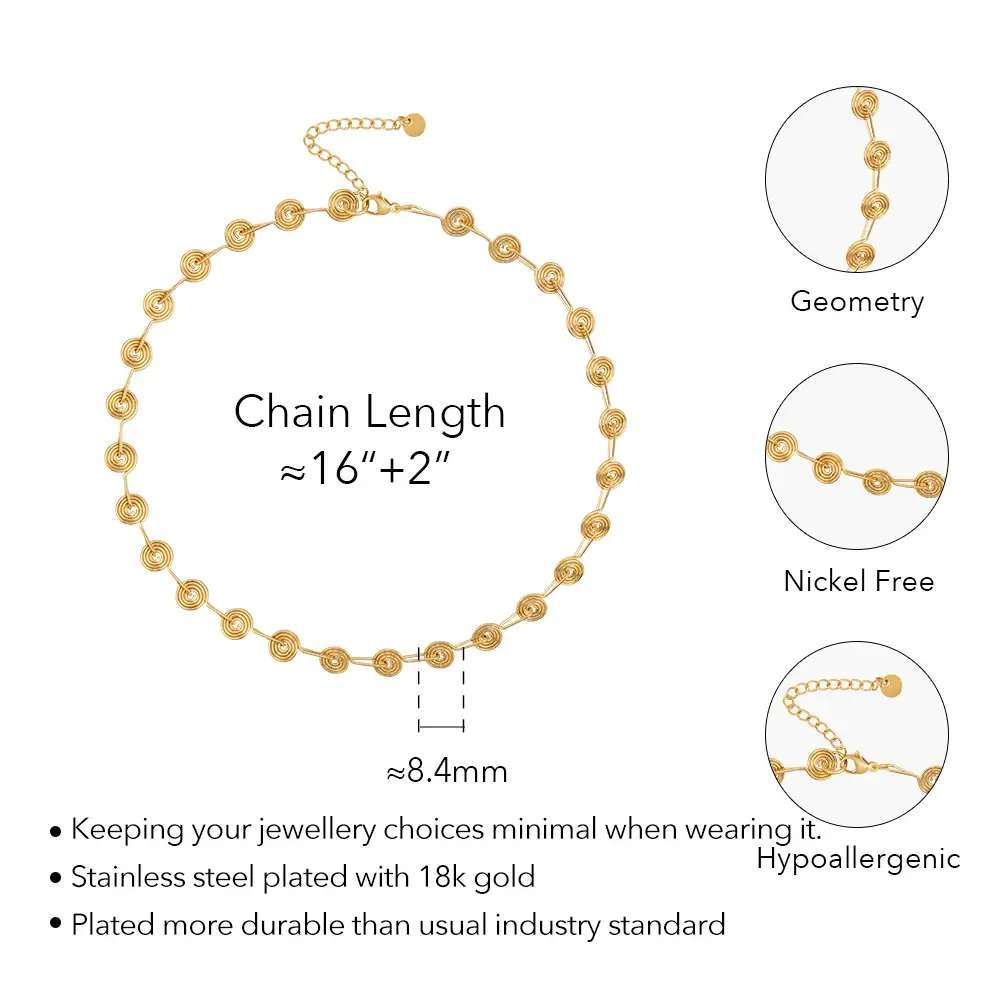 Chain Length
≈16“+2”
≈8.4mm
Geometry
Nickel Free
Hypoallergenic
• Keeping your jewellery choices minimal when wearing it.
• Stainless steel plated with 18k gold
• Plated more durable than usual industry standard